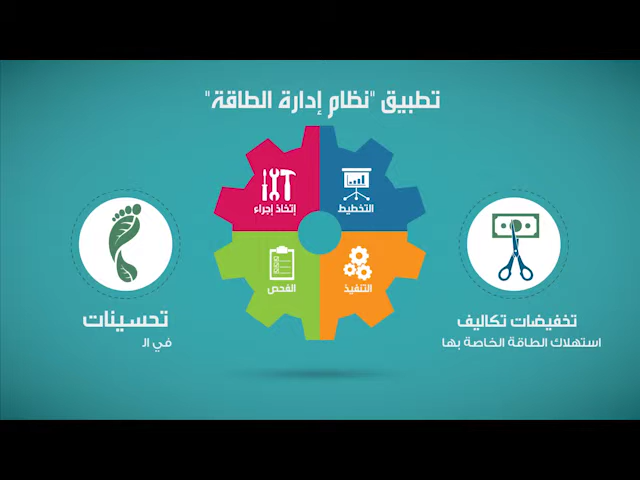 تطبيق "نظام إدارة الطاقة"
التخطيط
إتخاذ إجراء
التنفيذ
الفحص
تخفيضات تكاليف
استهلاك الطاقة الخاصة بها
تحسينات
في الـ